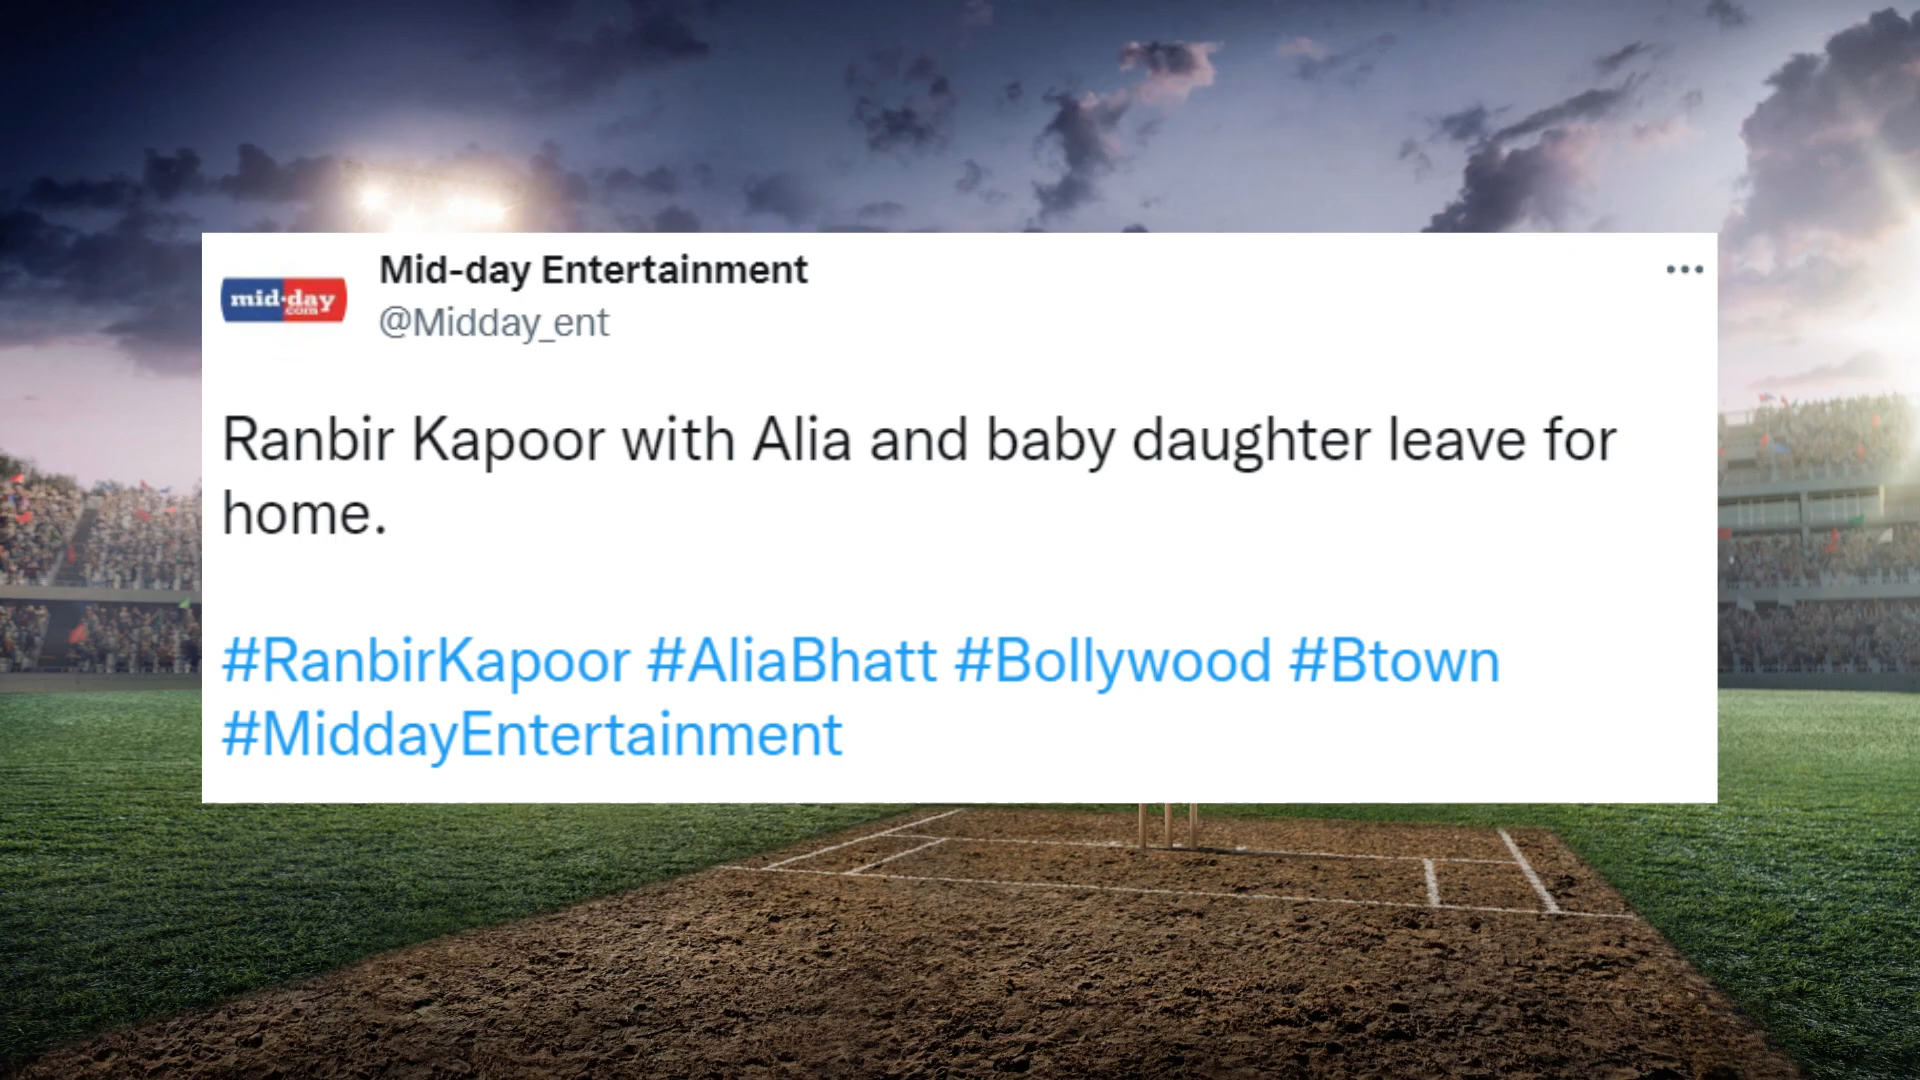 mid-day
.com
Mid-day Entertainment
@Midday_ent
Ranbir Kapoor with Alia and baby daughter leave for
home.
#RanbirKapoor #AliaBhatt #Bollywood #Btown
#MiddayEntertainment